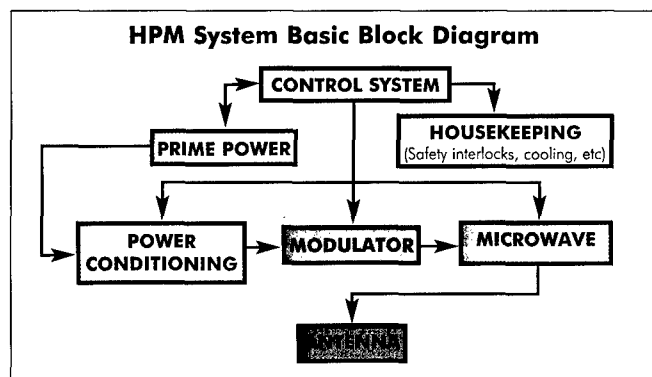 HPM System Basic Block Diagram
CONTROL SYSTEM
PRIME POWER
HOUSEKEEPING
(Safety interlocks, cooling, etc)
POWER
CONDITIONING
MODULATOR
MICROWAVE
ANTENNA